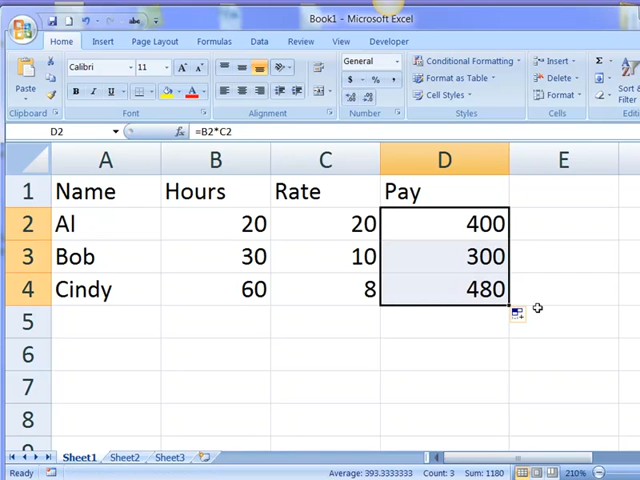 Book1 - Microsoft Excel
Home Insert Page Layout Formulas Data Review View Developer
Paste
Calibri 11
B I U
General
$ % ,
Conditional Formatting
Format as Table
Cell Styles
Insert
Delete
Format
Σ
Clipboard Font Alignment Number Styles Cells Editing
D2 fx =B2*C2
A B C D E
1 Name Hours Rate Pay
2 Al 20 20 400
3 Bob 30 10 300
4 Cindy 60 8 480
5
6
7
8
9
Sheet1 Sheet2 Sheet3
Ready Average: 393.3333333 Count: 3 Sum: 1180 210%